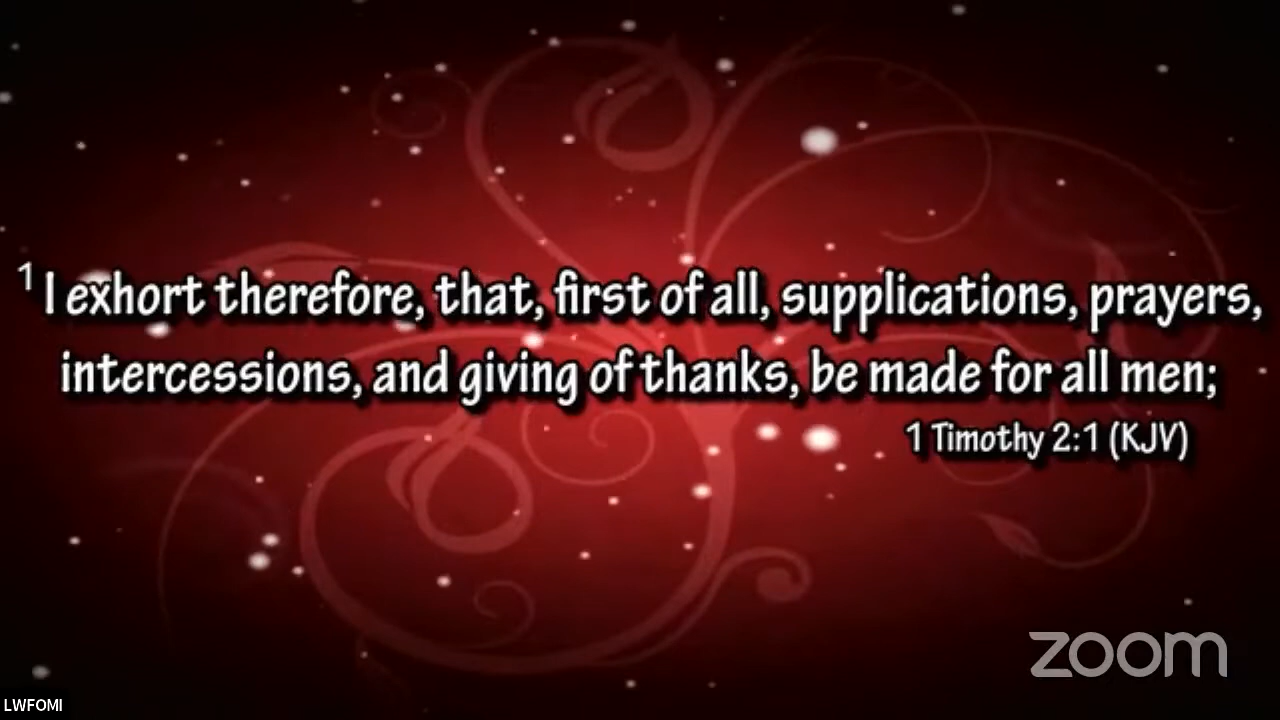 1 I exhort therefore, that, first of all, supplications, prayers,
intercessions, and giving of thanks, be made for all men;
1 Timothy 2:1 (KJV)
zoom
LWFOMI